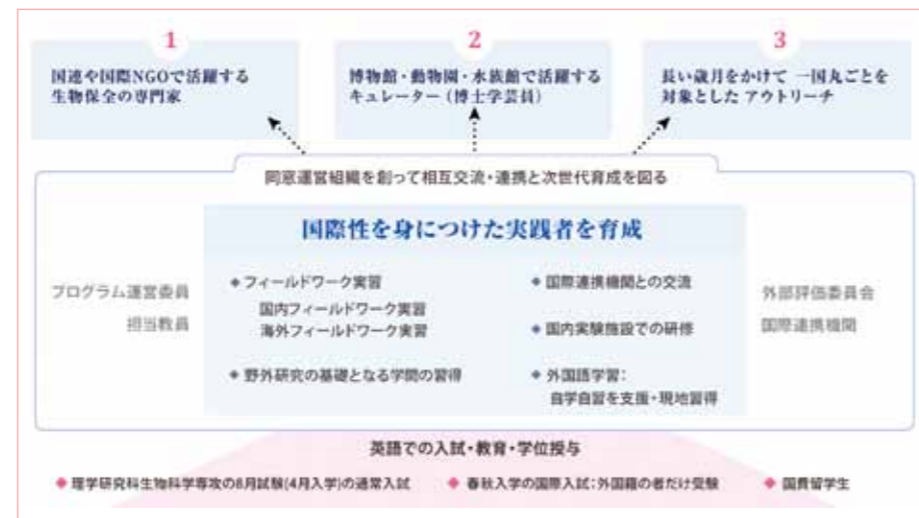 1
国連や国際NGOで活躍する
生物保全の専門家
2
博物館・動物園・水族館で活躍する
キュレーター(博士学芸員)
3
長い歳月をかけて 一国丸ごとを
対象とした アウトリーチ
同意運営組織を創って相互交流・連携と次世代育成を図る
国際性を身につけた実践者を育成
プログラム運営委員
担当教員
◆ フィールドワーク実習
国内フィールドワーク実習
海外フィールドワーク実習
◆ 野外研究の基礎となる学問の習得
◆ 国際連携機関との交流
◆ 国内実験施設での研修
◆ 外国語学習:
自学自習を支援・現地習得
外部評価委員会
国際連携機関
英語での入試・教育・学位授与
◆ 理学研究科生物科学専攻の8月試験(4月入学)の通常入試
◆ 春秋入学の国際入試:外国籍の者だけ受験
◆ 国費留学生